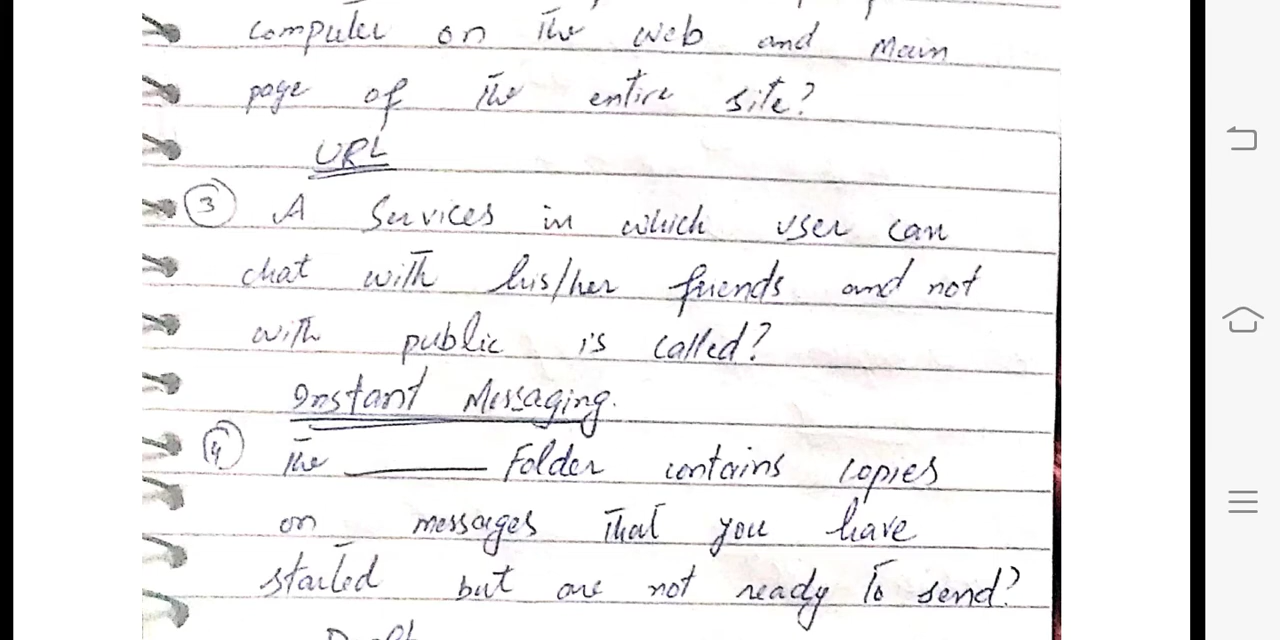 computer on the web and main
page of the entire site?
URL
3 A Services in which user can
chat with his/her friends and not
with public is called?
Instant Messaging.
4 The ______ Folder contains copies
on messages that you have
started but are not ready to send?